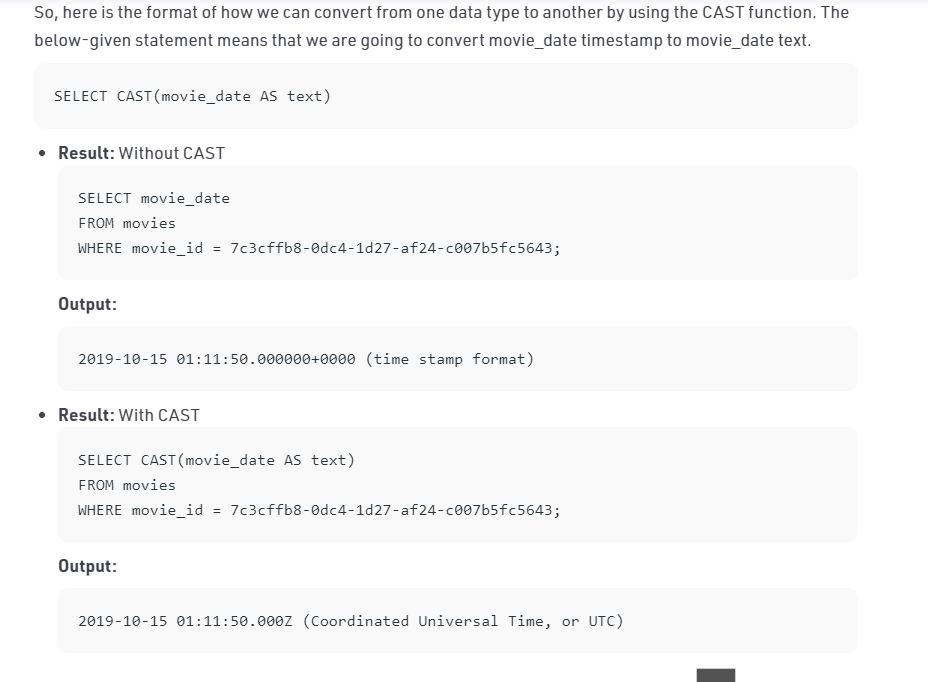 So, here is the format of how we can convert from one data type to another by using the CAST function. The
below-given statement means that we are going to convert movie_date timestamp to movie_date text.
SELECT CAST(movie_date AS text)
• Result: Without CAST
SELECT movie_date
FROM movies
WHERE movie_id = 7c3cffb8-0dc4-1d27-af24-c007b5fc5643;
Output:
2019-10-15 01:11:50.000000+0000 (time stamp format)
• Result: With CAST
SELECT CAST(movie_date AS text)
FROM movies
WHERE movie_id = 7c3cffb8-0dc4-1d27-af24-c007b5fc5643;
Output:
2019-10-15 01:11:50.000Z (Coordinated Universal Time, or UTC)